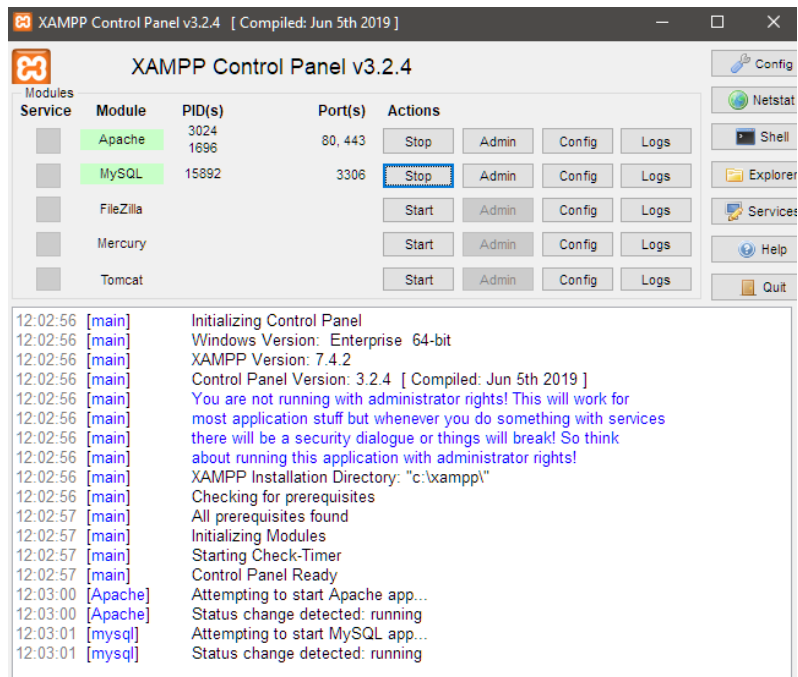 XAMPP Control Panel v3.2.4 [ Compiled: Jun 5th 2019 ]
XAMPP Control Panel v3.2.4
Config
Modules
Service Module PID(s) Port(s) Actions
Netstat
Apache 3024 1696 80, 443 Stop Admin Config Logs
Shell
MySQL 15892 3306 Stop Admin Config Logs
Explorer
FileZilla Start Admin Config Logs
Services
Mercury Start Admin Config Logs
Help
Tomcat Start Admin Config Logs
Quit
12:02:56 [main] Initializing Control Panel
12:02:56 [main] Windows Version: Enterprise 64-bit
12:02:56 [main] XAMPP Version: 7.4.2
12:02:56 [main] Control Panel Version: 3.2.4 [ Compiled: Jun 5th 2019 ]
12:02:56 [main] You are not running with administrator rights! This will work for
12:02:56 [main] most application stuff but whenever you do something with services
12:02:56 [main] there will be a security dialogue or things will break! So think
12:02:56 [main] about running this application with administrator rights!
12:02:56 [main] XAMPP Installation Directory: "c:\xampp\"
12:02:56 [main] Checking for prerequisites
12:02:57 [main] All prerequisites found
12:02:57 [main] Initializing Modules
12:02:57 [main] Starting Check-Timer
12:02:57 [main] Control Panel Ready
12:03:00 [Apache] Attempting to start Apache app...
12:03:00 [Apache] Status change detected: running
12:03:01 [mysql] Attempting to start MySQL app...
12:03:01 [mysql] Status change detected: running